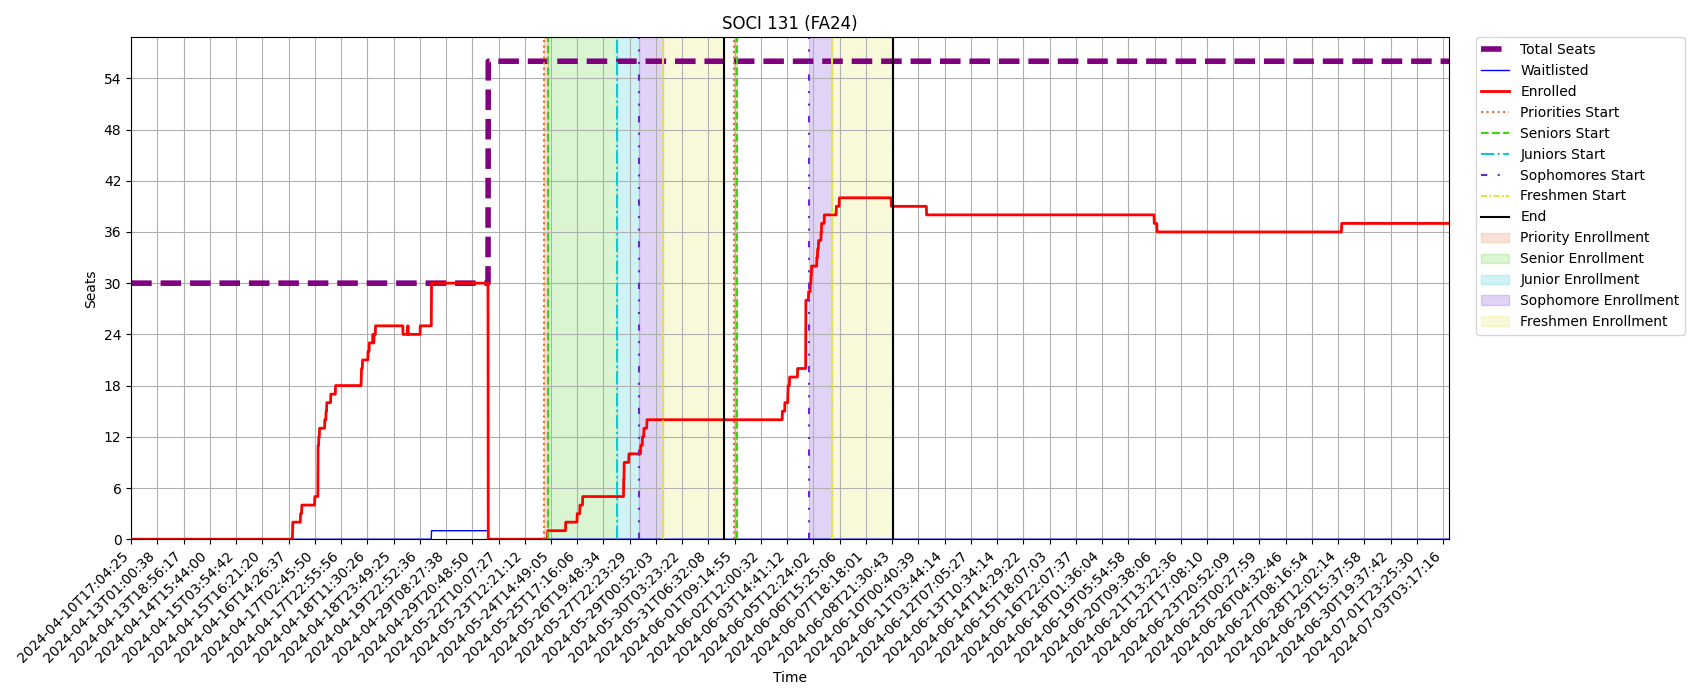 SOCI 131 (FA24)
Seats
54
48
42
36
30
24
18
12
6
0
2024-04-10T17:04:25
2024-04-13T01:00:38
2024-04-13T18:56:17
2024-04-14T15:44:00
2024-04-15T03:54:42
2024-04-15T16:21:20
2024-04-16T14:26:37
2024-04-17T02:45:50
2024-04-17T22:55:56
2024-04-18T11:30:26
2024-04-18T23:49:25
2024-04-19T22:52:36
2024-04-29T08:27:38
2024-04-29T20:48:50
2024-05-22T10:07:27
2024-05-23T12:21:12
2024-05-24T14:49:05
2024-05-25T17:16:06
2024-05-26T19:48:34
2024-05-27T22:23:29
2024-05-29T00:52:03
2024-05-30T03:23:22
2024-05-31T06:32:08
2024-06-01T09:14:55
2024-06-02T12:00:32
2024-06-03T14:41:12
2024-06-05T12:24:02
2024-06-06T15:25:06
2024-06-07T18:18:01
2024-06-08T21:30:43
2024-06-10T00:40:39
2024-06-11T03:44:14
2024-06-12T07:05:27
2024-06-13T10:34:14
2024-06-14T14:29:22
2024-06-15T18:07:03
2024-06-16T22:07:37
2024-06-18T01:36:04
2024-06-19T05:54:58
2024-06-20T09:38:06
2024-06-21T13:22:36
2024-06-22T17:08:10
2024-06-23T20:52:09
2024-06-25T00:27:59
2024-06-26T04:32:46
2024-06-27T08:16:54
2024-06-28T12:02:14
2024-06-29T15:37:58
2024-06-30T19:37:42
2024-07-01T23:25:30
2024-07-03T03:17:16
Time
Total Seats
Waitlisted
Enrolled
Priorities Start
Seniors Start
Juniors Start
Sophomores Start
Freshmen Start
End
Priority Enrollment
Senior Enrollment
Junior Enrollment
Sophomore Enrollment
Freshmen Enrollment